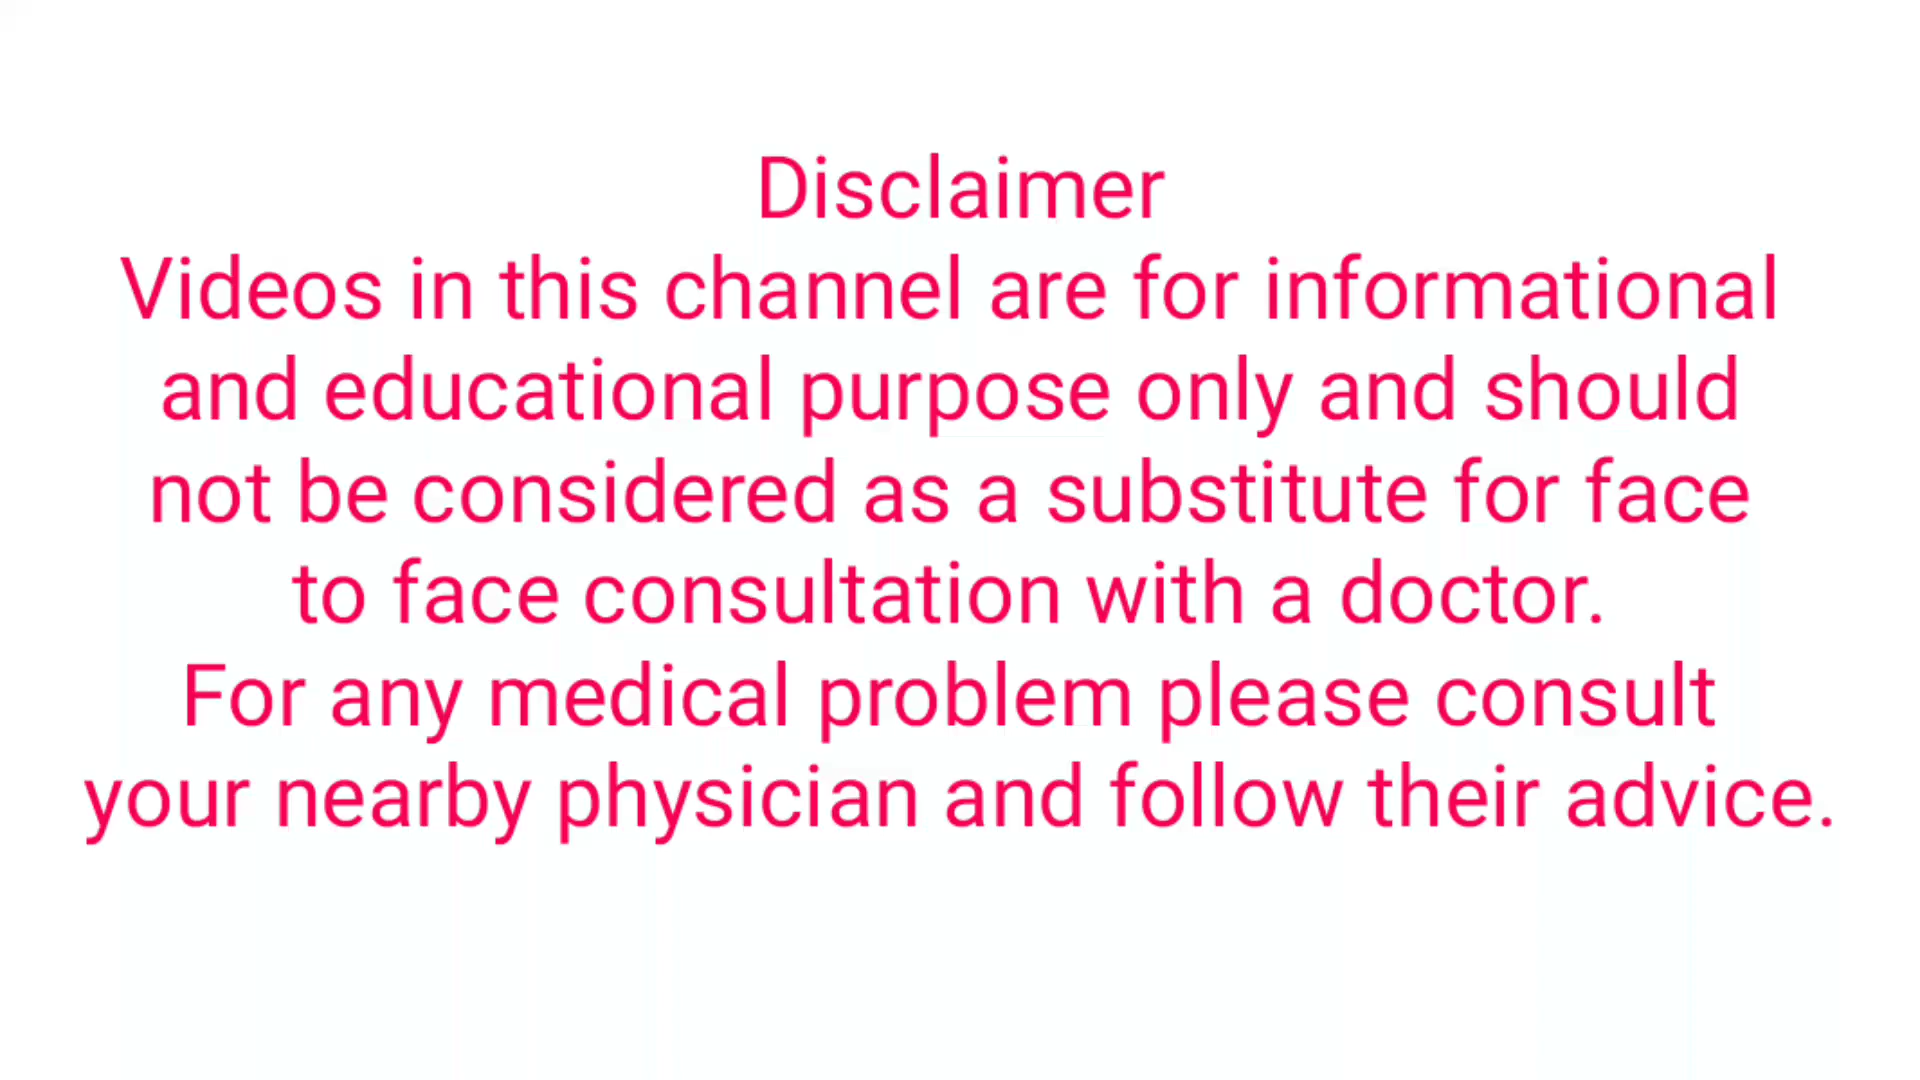 Disclaimer
Videos in this channel are for informational
and educational purpose only and should
not be considered as a substitute for face
to face consultation with a doctor.
For any medical problem please consult
your nearby physician and follow their advice.